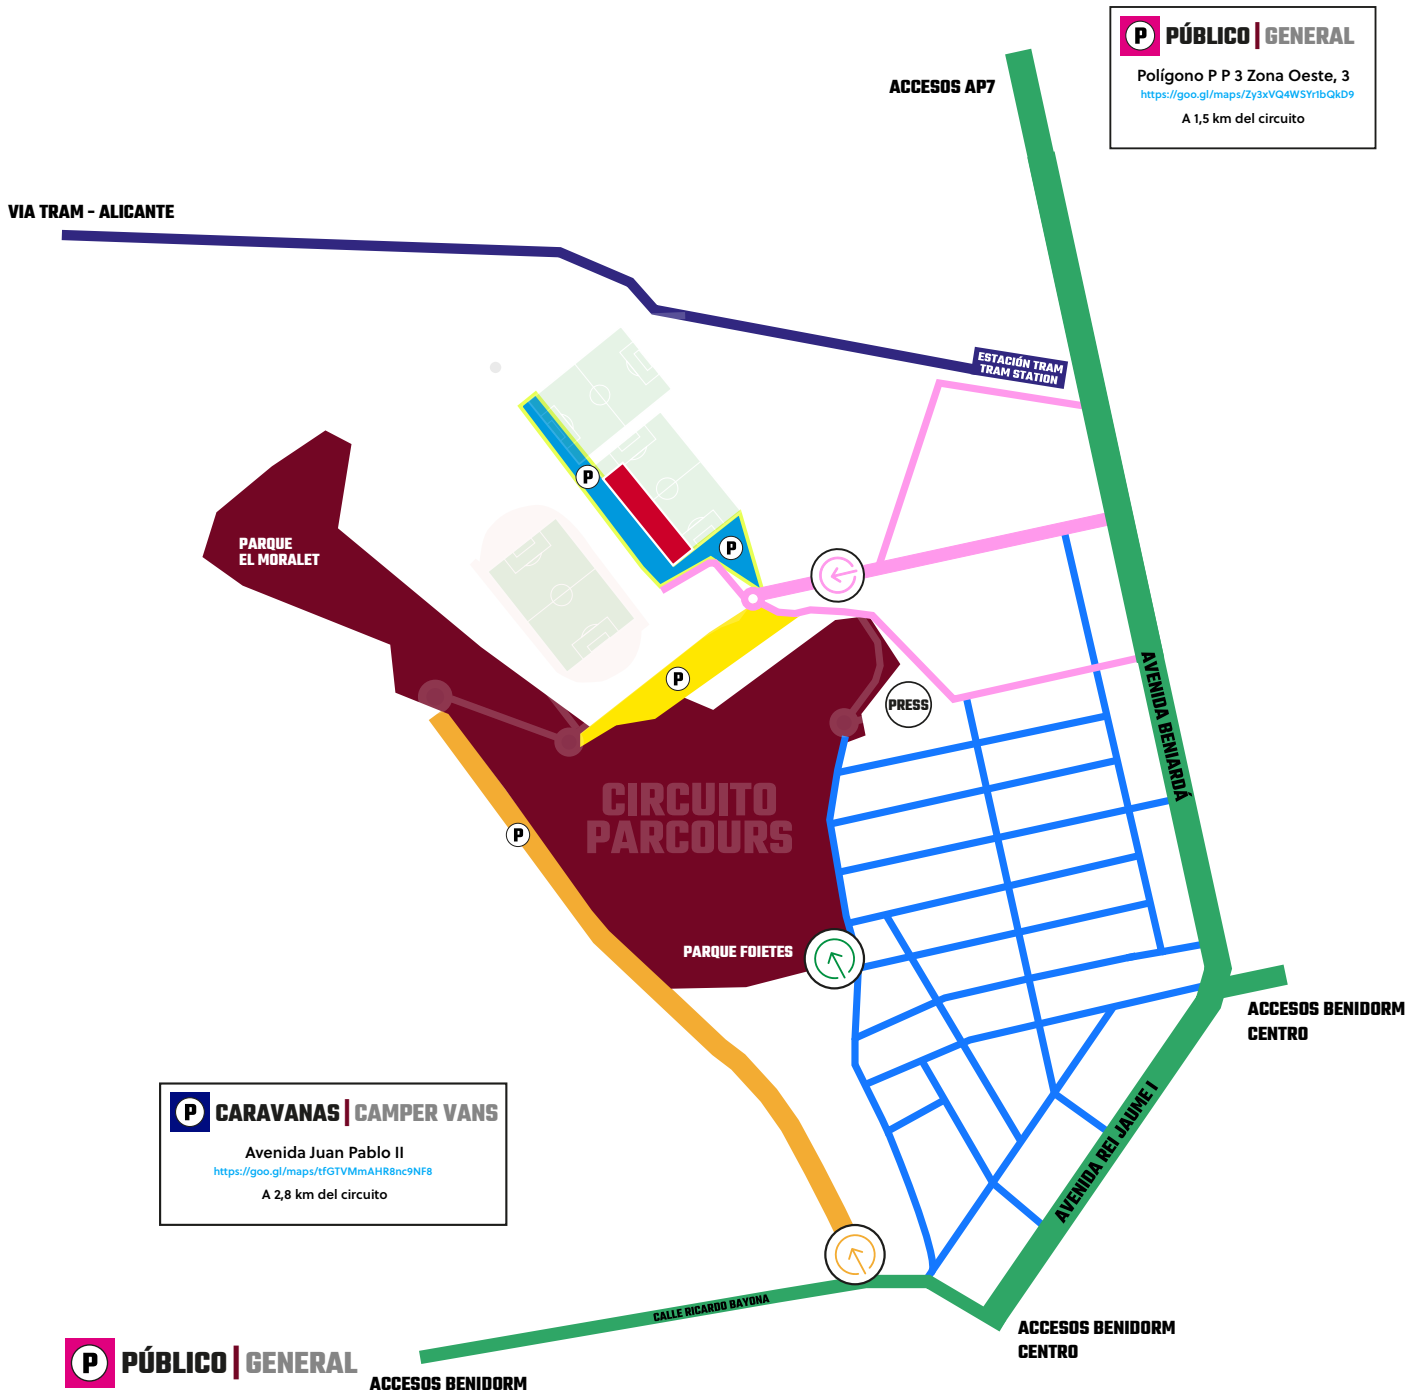 P PÚBLICO | GENERAL
Polígono P P 3 Zona Oeste, 3
https://goo.gl/maps/Zy3xVQ4WSYr1bQkD9
A 1,5 km del circuito
ACCESOS AP7
VIA TRAM - ALICANTE
ESTACIÓN TRAM
TRAM STATION
P
P
PARQUE
EL MORALET
P
PRESS
AVENIDA BENIARDÁ
CIRCUITO
PARCOURS
P
PARQUE FOIETES
ACCESOS BENIDORM
CENTRO
P CARAVANAS | CAMPER VANS
Avenida Juan Pablo II
https://goo.gl/maps/tfGTVMmAHR8nc9NF8
A 2,8 km del circuito
AVENIDA REI JAUME I
CALLE RICARDO BAYONA
ACCESOS BENIDORM
CENTRO
P PÚBLICO | GENERAL
ACCESOS BENIDORM